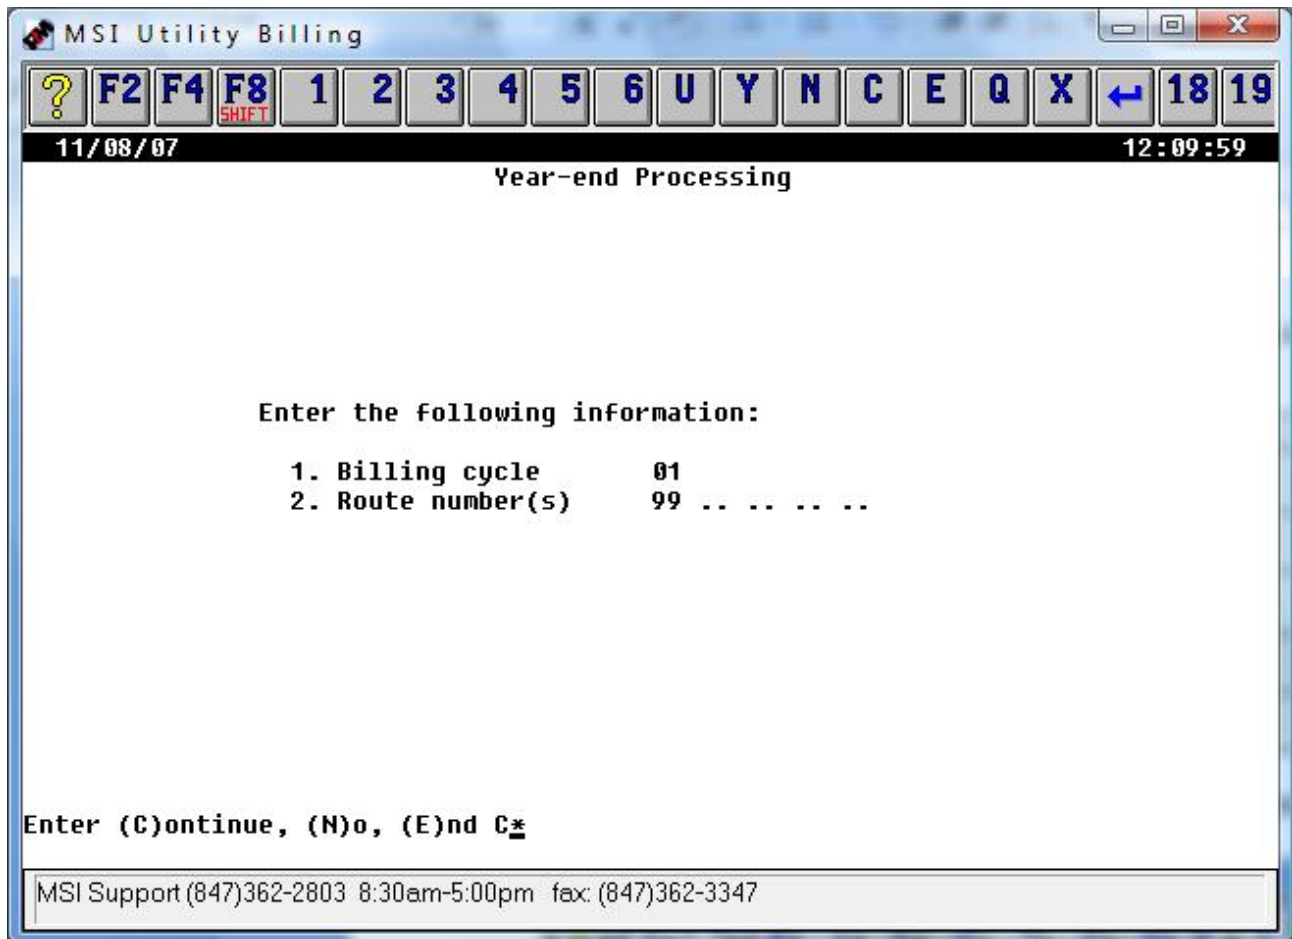 MSI Utility Billing
? F2 F4 F8 SHIFT 1 2 3 4 5 6 U Y N C E Q X 18 19
11/08/07 12:09:59
Year-end Processing
Enter the following information:
1. Billing cycle 01
2. Route number(s) 99 .. .. .. ..
Enter (C)ontinue, (N)o, (E)nd C*
MSI Support (847)362-2803 8:30am-5:00pm fax: (847)362-3347